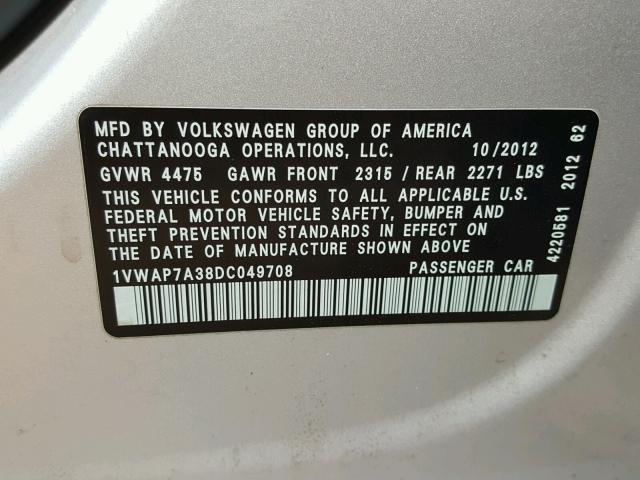 MFD BY VOLKSWAGEN GROUP OF AMERICA
CHATTANOOGA OPERATIONS, LLC. 10/2012
GVWR 4475 GAWR FRONT 2315 / REAR 2271 LBS
THIS VEHICLE CONFORMS TO ALL APPLICABLE U.S.
FEDERAL MOTOR VEHICLE SAFETY, BUMPER AND
THEFT PREVENTION STANDARDS IN EFFECT ON
THE DATE OF MANUFACTURE SHOWN ABOVE
1VWAP7A38DC049708 PASSENGER CAR
4220581 2012 62